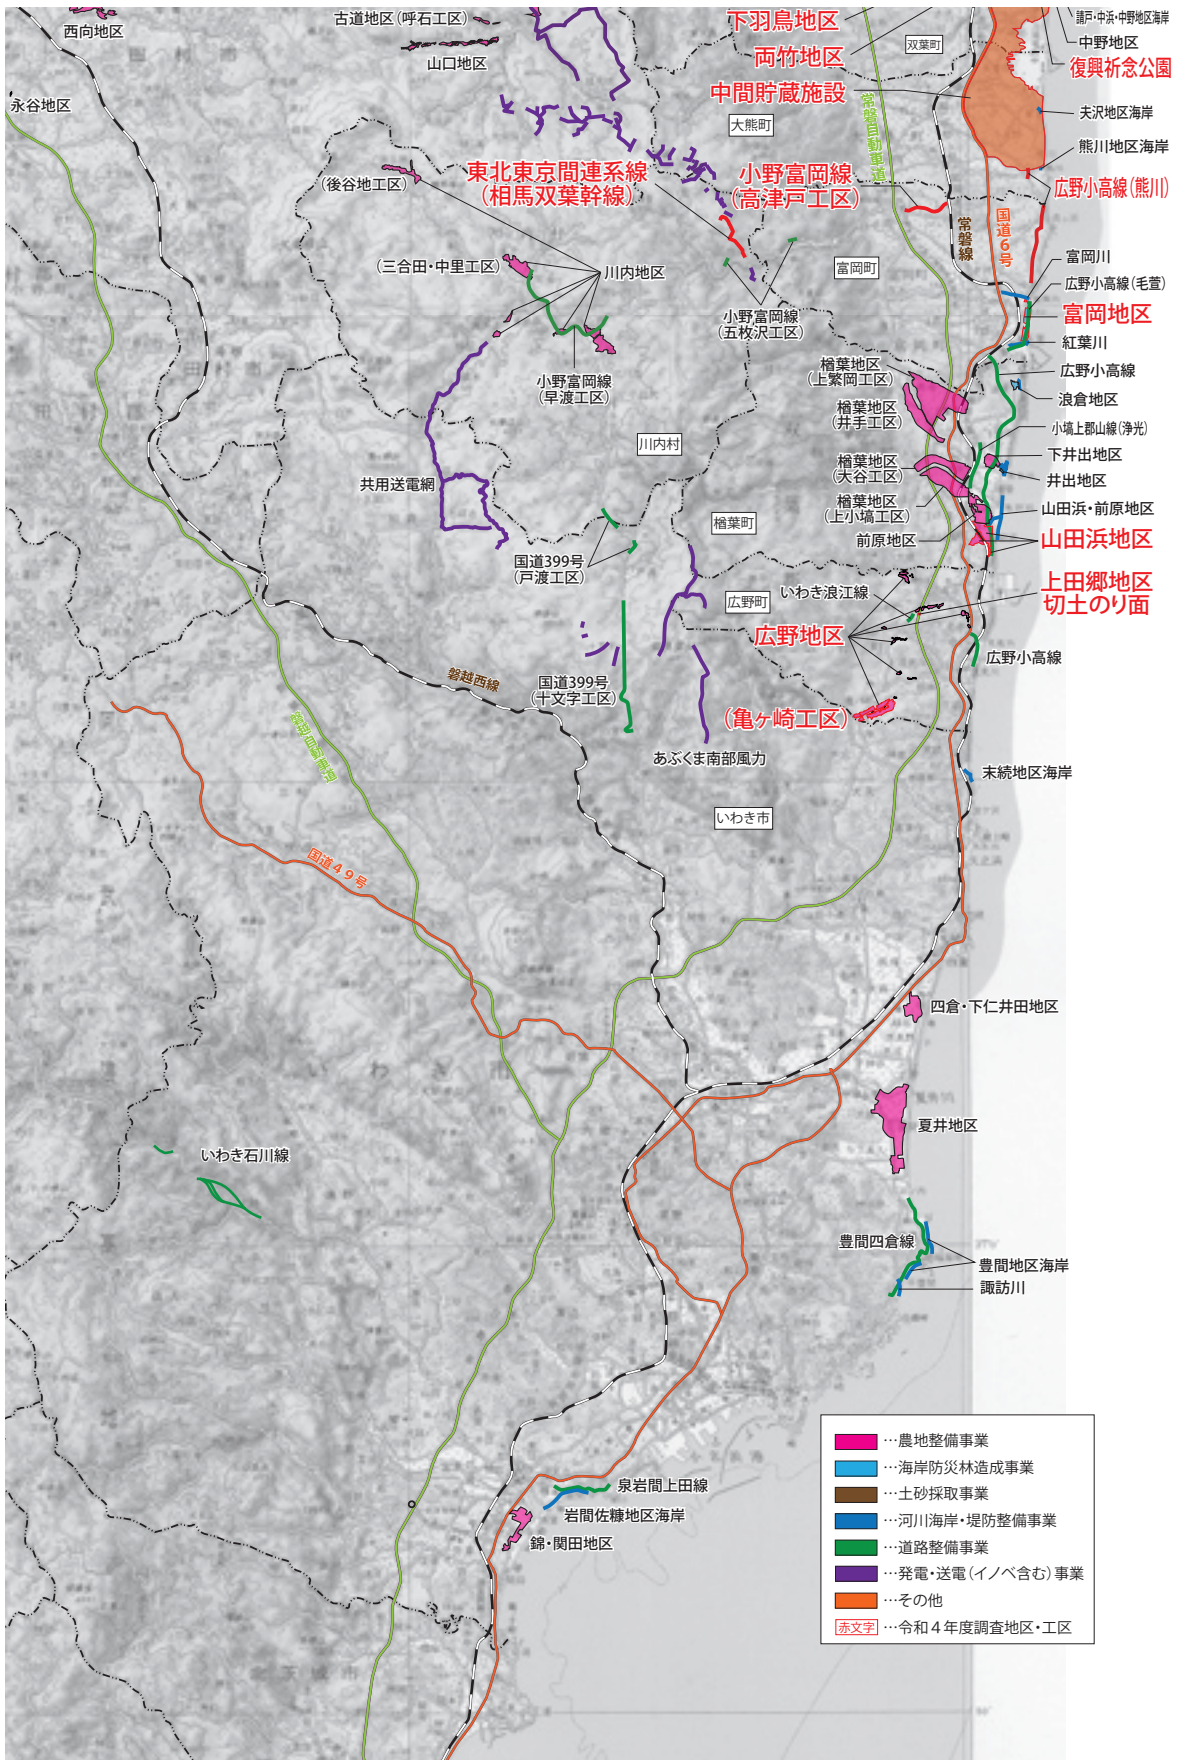 西向地区
古道地区(呼石工区)
山口地区
下羽鳥地区
両竹地区
中間貯蔵施設
双葉町
請戸・中浜・中野地区海岸
中野地区
復興祈念公園
夫沢地区海岸
熊川地区海岸
広野小高線(熊川)
永谷地区
(後谷地工区)
大熊町
常磐自動車道
東北東京間連系線
(相馬双葉幹線)
小野富岡線
(高津戸工区)
常磐線
国道6号
富岡町
富岡川
広野小高線(毛萱)
富岡地区
紅葉川
広野小高線
浪倉地区
小塙上郡山線(浄光)
下井出地区
井出地区
山田浜・前原地区
山田浜地区
上田郷地区
切土のり面
(三合田・中里工区)
川内地区
小野富岡線
(五枚沢工区)
小野富岡線
(早渡工区)
楢葉地区
(上繁岡工区)
楢葉地区
(井手工区)
楢葉地区
(大谷工区)
楢葉地区
(上小塙工区)
前原地区
川内村
共用送電網
楢葉町
国道399号
(戸渡工区)
広野町
いわき浪江線
広野地区
広野小高線
国道399号
(十文字工区)
磐越西線
(亀ヶ崎工区)
あぶくま南部風力
末続地区海岸
いわき市
磐越自動車道
国道49号
四倉・下仁井田地区
夏井地区
いわき石川線
豊間四倉線
豊間地区海岸
諏訪川
泉岩間上田線
岩間佐糠地区海岸
錦・関田地区
…農地整備事業
…海岸防災林造成事業
…土砂採取事業
…河川海岸・堤防整備事業
…道路整備事業
…発電・送電(イノベ含む)事業
…その他
赤文字 …令和4年度調査地区・工区